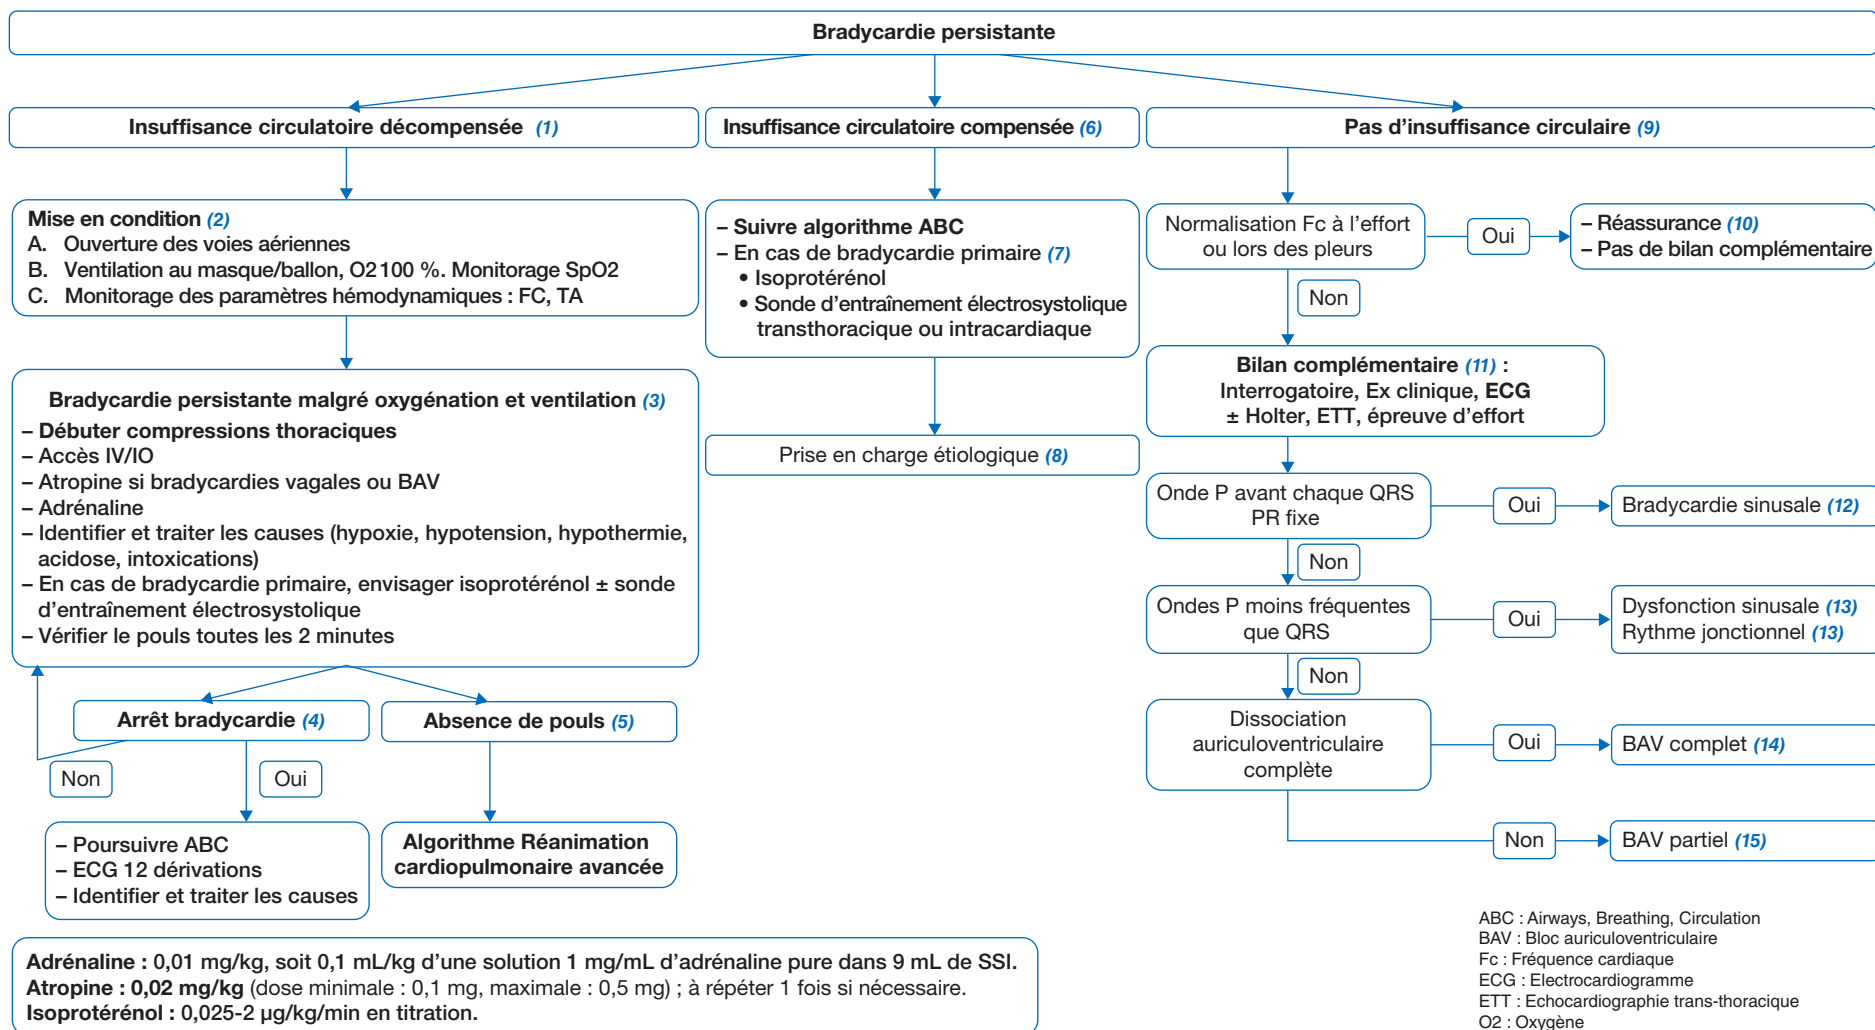 Bradycardie persistante
Insuffisance circulatoire décompensée (1)
Mise en condition (2)
A. Ouverture des voies aériennes
B. Ventilation au masque/ballon, O2 100 %. Monitorage SpO2
C. Monitorage des paramètres hémodynamiques : FC, TA
Bradycardie persistante malgré oxygénation et ventilation (3)
– Débuter compressions thoraciques
– Accès IV/IO
– Atropine si bradycardies vagales ou BAV
– Adrénaline
– Identifier et traiter les causes (hypoxie, hypotension, hypothermie,
acidose, intoxications)
– En cas de bradycardie primaire, envisager isoprotérénol ± sonde
d'entraînement électrosystolique
– Vérifier le pouls toutes les 2 minutes
Arrêt bradycardie (4)
Absence de pouls (5)
Non
Oui
– Poursuivre ABC
– ECG 12 dérivations
– Identifier et traiter les causes
Algorithme Réanimation
cardiopulmonaire avancée
Insuffisance circulatoire compensée (6)
– Suivre algorithme ABC
– En cas de bradycardie primaire (7)
• Isoprotérénol
• Sonde d'entraînement électrosystolique
transthoracique ou intracardiaque
Prise en charge étiologique (8)
Pas d'insuffisance circulaire (9)
Normalisation Fc à l'effort
ou lors des pleurs
Oui
– Réassurance (10)
– Pas de bilan complémentaire
Non
Bilan complémentaire (11) :
Interrogatoire, Ex clinique, ECG
± Holter, ETT, épreuve d'effort
Onde P avant chaque QRS
PR fixe
Oui
Bradycardie sinusale (12)
Non
Ondes P moins fréquentes
que QRS
Oui
Dysfonction sinusale (13)
Rythme jonctionnel (13)
Non
Dissociation
auriculoventriculaire
complète
Oui
BAV complet (14)
Non
BAV partiel (15)
Adrénaline : 0,01 mg/kg, soit 0,1 mL/kg d'une solution 1 mg/mL d'adrénaline pure dans 9 mL de SSI.
Atropine : 0,02 mg/kg (dose minimale : 0,1 mg, maximale : 0,5 mg) ; à répéter 1 fois si nécessaire.
Isoprotérénol : 0,025-2 µg/kg/min en titration.
ABC : Airways, Breathing, Circulation
BAV : Bloc auriculoventriculaire
Fc : Fréquence cardiaque
ECG : Electrocardiogramme
ETT : Echocardiographie trans-thoracique
O2 : Oxygène